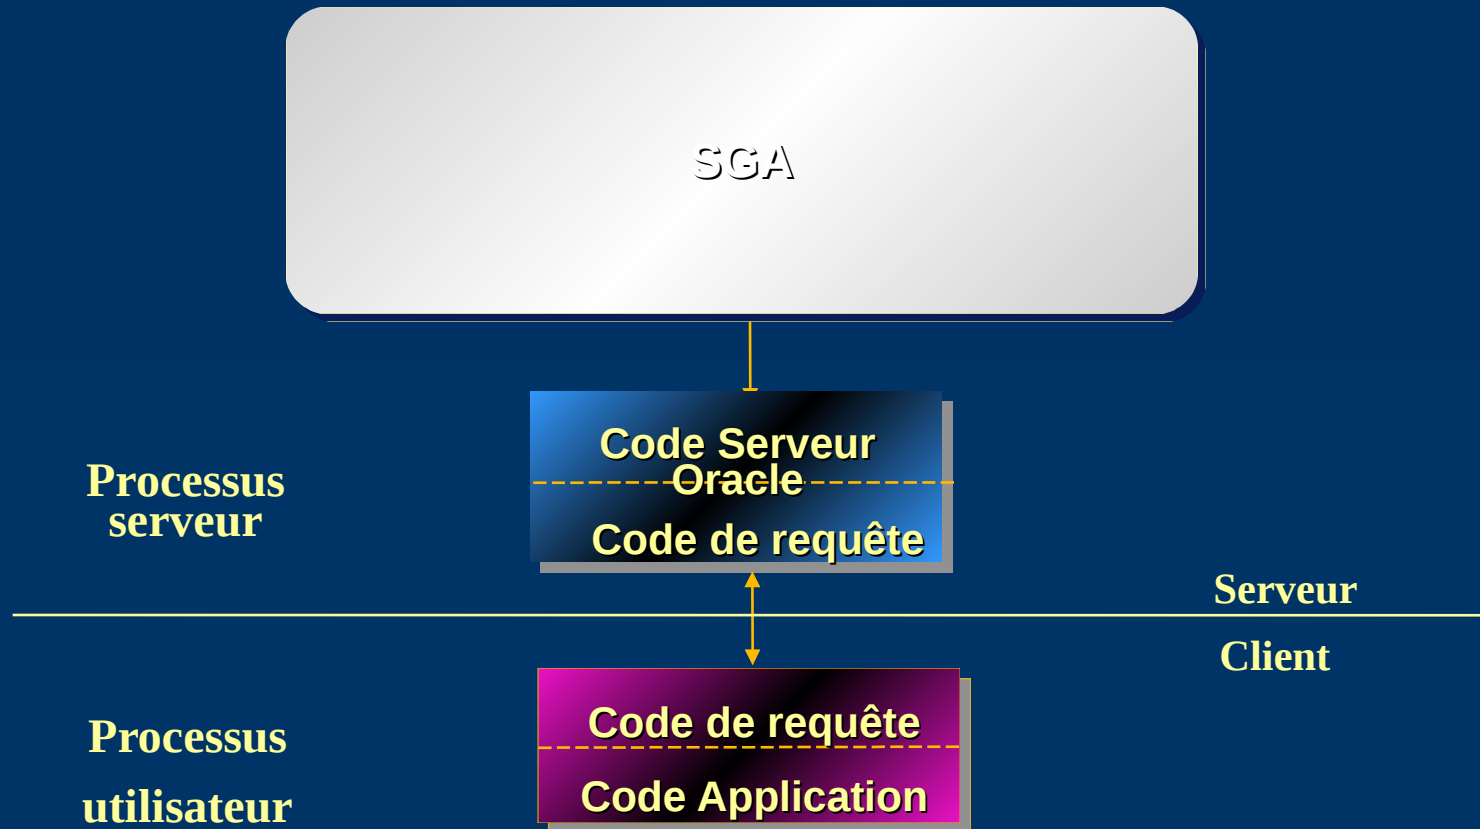 SGA
Code Serveur
Oracle
Code de requête
Processus
serveur
Serveur
Client
Code de requête
Code Application
Processus
utilisateur